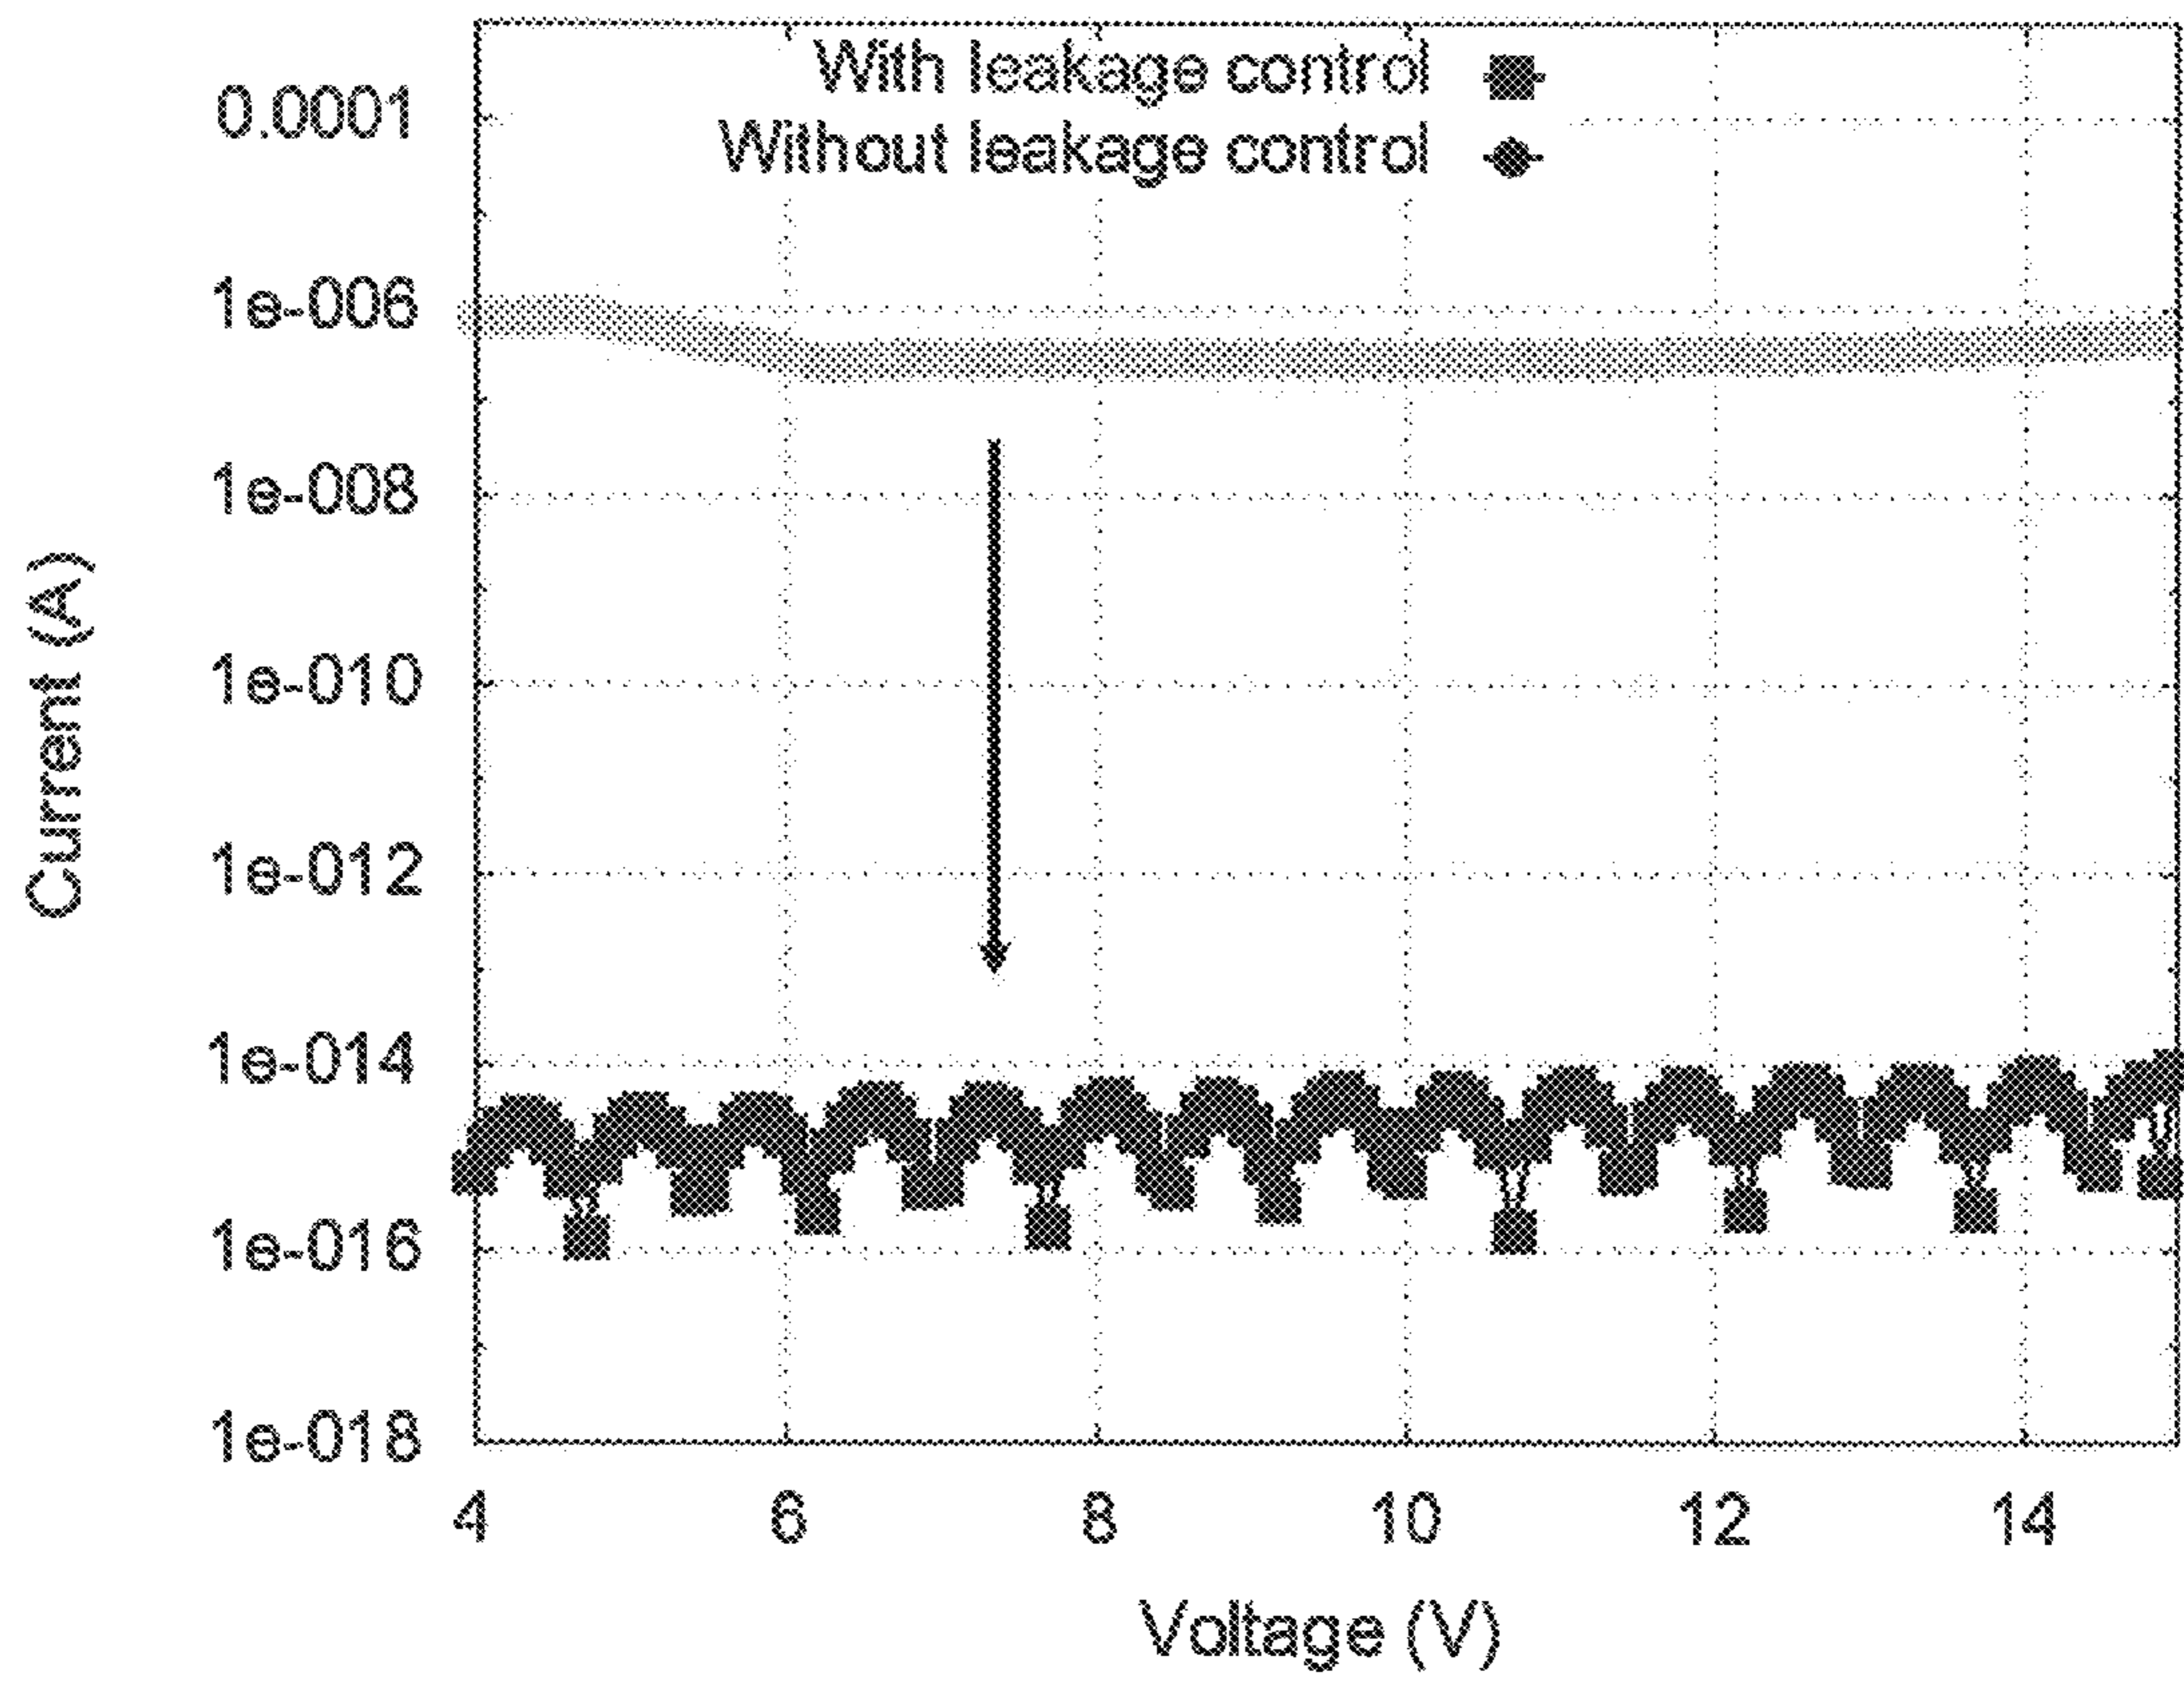 With leakage control
Without leakage control
0.0001
1e-006
1e-008
1e-010
1e-012
1e-014
1e-016
1e-018
Current (A)
4 6 8 10 12 14
Voltage (V)